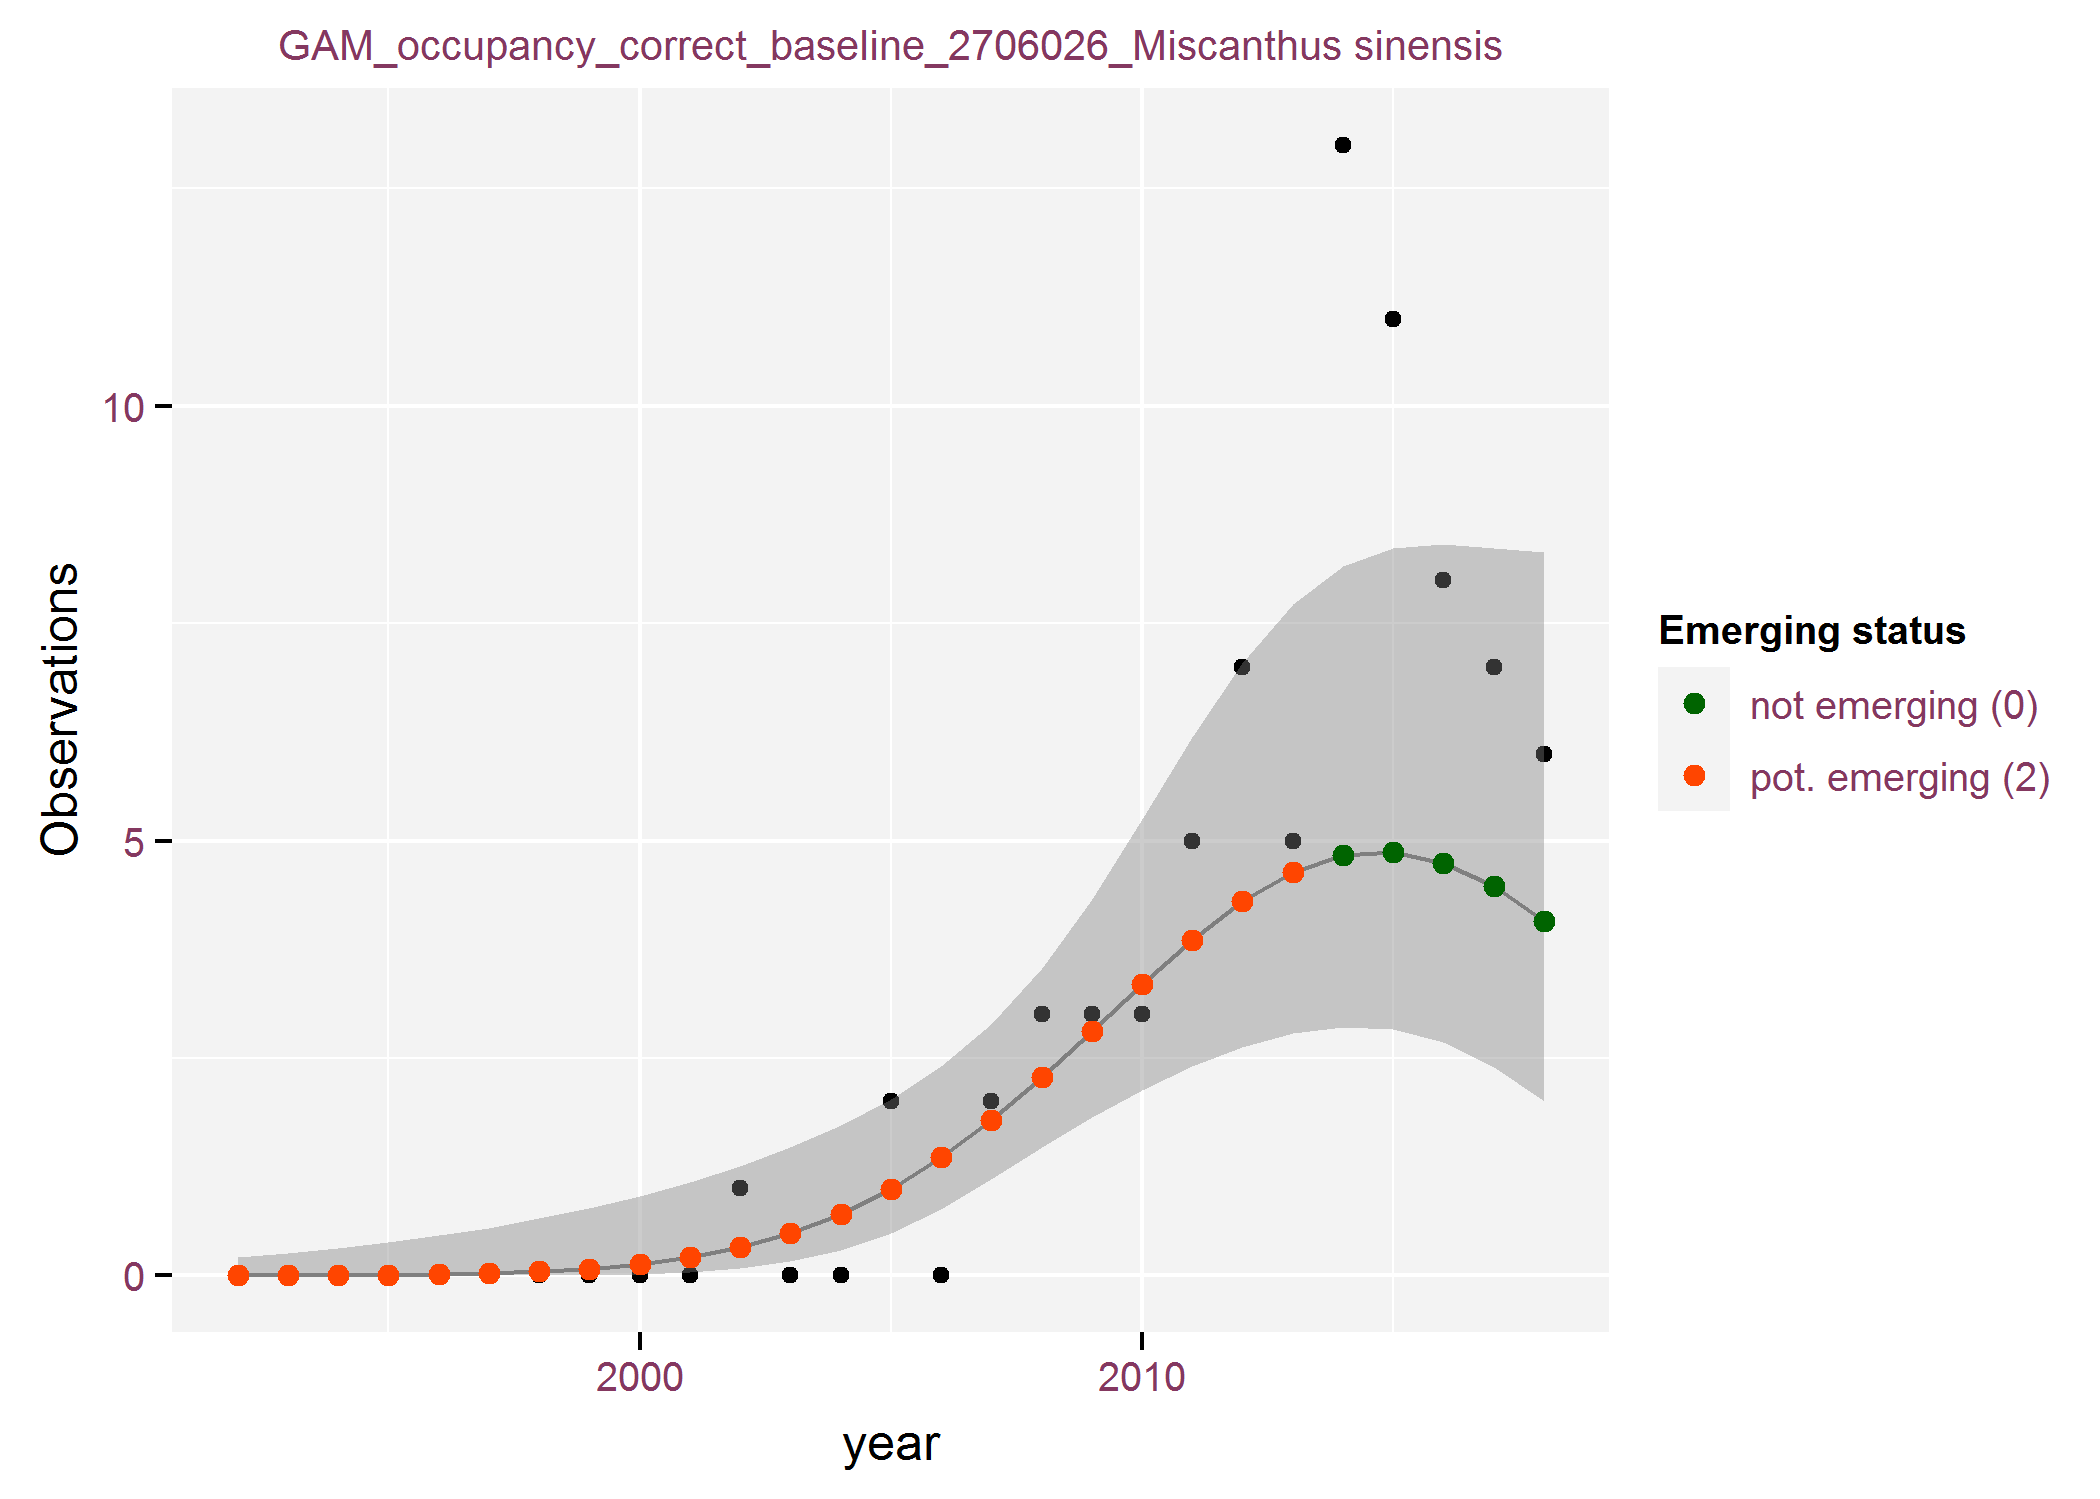 GAM_occupancy_correct_baseline_2706026_Miscanthus sinensis
Observations
10
5
0
2000
2010
year
Emerging status
not emerging (0)
pot. emerging (2)